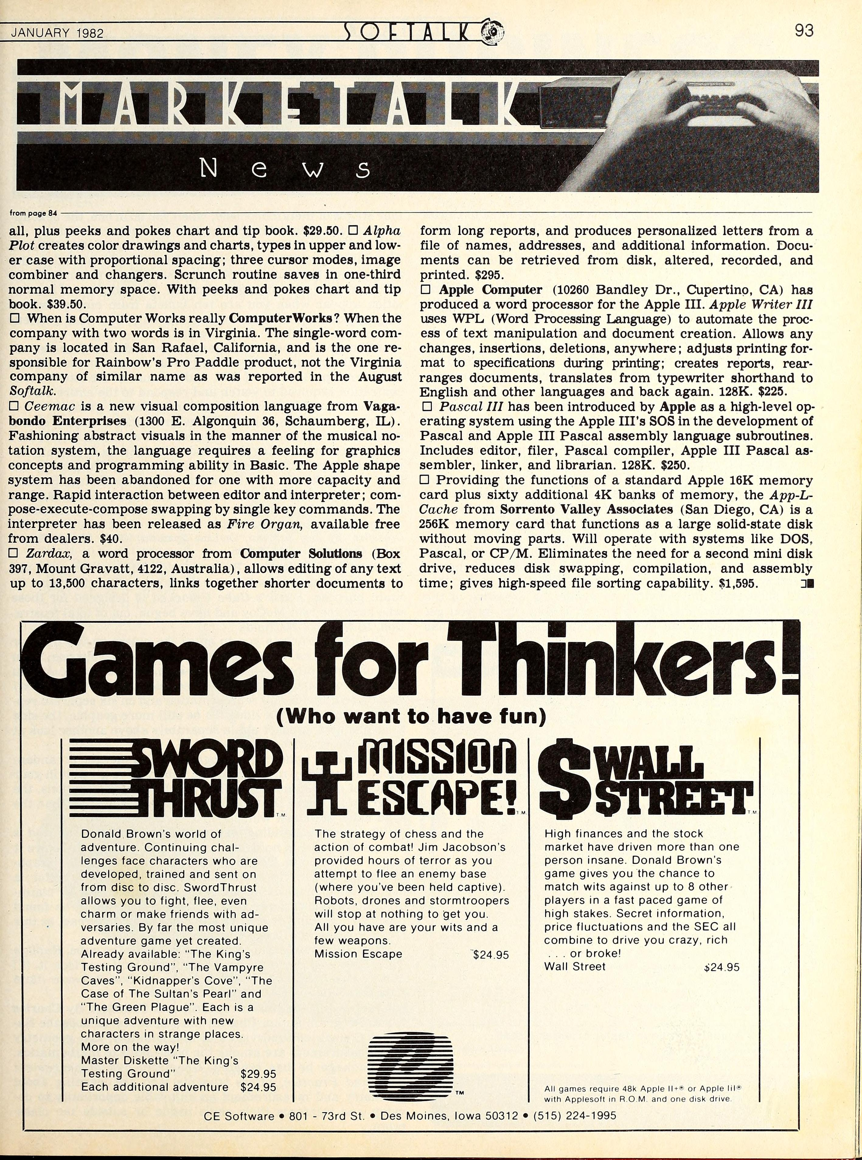 JANUARY 1982
SOFTALK
93
MARKETALK
News
from page 84
all, plus peeks and pokes chart and tip book. $29.50. □ Alpha
Plot creates color drawings and charts, types in upper and low-
er case with proportional spacing; three cursor modes, image
combiner and changers. Scrunch routine saves in one-third
normal memory space. With peeks and pokes chart and tip
book. $39.50.
□ When is Computer Works really ComputerWorks? When the
company with two words is in Virginia. The single-word com-
pany is located in San Rafael, California, and is the one re-
sponsible for Rainbow's Pro Paddle product, not the Virginia
company of similar name as was reported in the August
Softalk.
□ Ceemac is a new visual composition language from Vaga-
bondo Enterprises (1300 E. Algonquin 36, Schaumberg, IL).
Fashioning abstract visuals in the manner of the musical no-
tation system, the language requires a feeling for graphics
concepts and programming ability in Basic. The Apple shape
system has been abandoned for one with more capacity and
range. Rapid interaction between editor and interpreter; com-
pose-execute-compose swapping by single key commands. The
interpreter has been released as Fire Organ, available free
from dealers. $40.
□ Zardax, a word processor from Computer Solutions (Box
397, Mount Gravatt, 4122, Australia), allows editing of any text
up to 13,500 characters, links together shorter documents to
form long reports, and produces personalized letters from a
file of names, addresses, and additional information. Docu-
ments can be retrieved from disk, altered, recorded, and
printed. $295.
□ Apple Computer (10260 Bandley Dr., Cupertino, CA) has
produced a word processor for the Apple III. Apple Writer III
uses WPL (Word Processing Language) to automate the proc-
ess of text manipulation and document creation. Allows any
changes, insertions, deletions, anywhere; adjusts printing for-
mat to specifications during printing; creates reports, rear-
ranges documents, translates from typewriter shorthand to
English and other languages and back again. 128K. $225.
□ Pascal III has been introduced by Apple as a high-level op-
erating system using the Apple III's SOS in the development of
Pascal and Apple III Pascal assembly language subroutines.
Includes editor, filer, Pascal compiler, Apple III Pascal as-
sembler, linker, and librarian. 128K. $250.
□ Providing the functions of a standard Apple 16K memory
card plus sixty additional 4K banks of memory, the App-L-
Cache from Sorrento Valley Associates (San Diego, CA) is a
256K memory card that functions as a large solid-state disk
without moving parts. Will operate with systems like DOS,
Pascal, or CP/M. Eliminates the need for a second mini disk
drive, reduces disk swapping, compilation, and assembly
time; gives high-speed file sorting capability. $1,595.
Games for Thinkers!
(Who want to have fun)
SWORD
THRUST TM
Donald Brown's world of
adventure. Continuing chal-
lenges face characters who are
developed, trained and sent on
from disc to disc. SwordThrust
allows you to fight, flee, even
charm or make friends with ad-
versaries. By far the most unique
adventure game yet created.
Already available: "The King's
Testing Ground", "The Vampyre
Caves", "Kidnapper's Cove", "The
Case of The Sultan's Pearl" and
"The Green Plague". Each is a
unique adventure with new
characters in strange places.
More on the way!
Master Diskette "The King's
Testing Ground" $29.95
Each additional adventure $24.95
MISSION
ESCAPE! TM
The strategy of chess and the
action of combat! Jim Jacobson's
provided hours of terror as you
attempt to flee an enemy base
(where you've been held captive).
Robots, drones and stormtroopers
will stop at nothing to get you.
All you have are your wits and a
few weapons.
Mission Escape $24.95
TM
$WALL
$TREET TM
High finances and the stock
market have driven more than one
person insane. Donald Brown's
game gives you the chance to
match wits against up to 8 other
players in a fast paced game of
high stakes. Secret information,
price fluctuations and the SEC all
combine to drive you crazy, rich
. . . or broke!
Wall Street $24.95
All games require 48k Apple II+® or Apple III®
with Applesoft in R.O.M. and one disk drive.
CE Software • 801 - 73rd St. • Des Moines, Iowa 50312 • (515) 224-1995